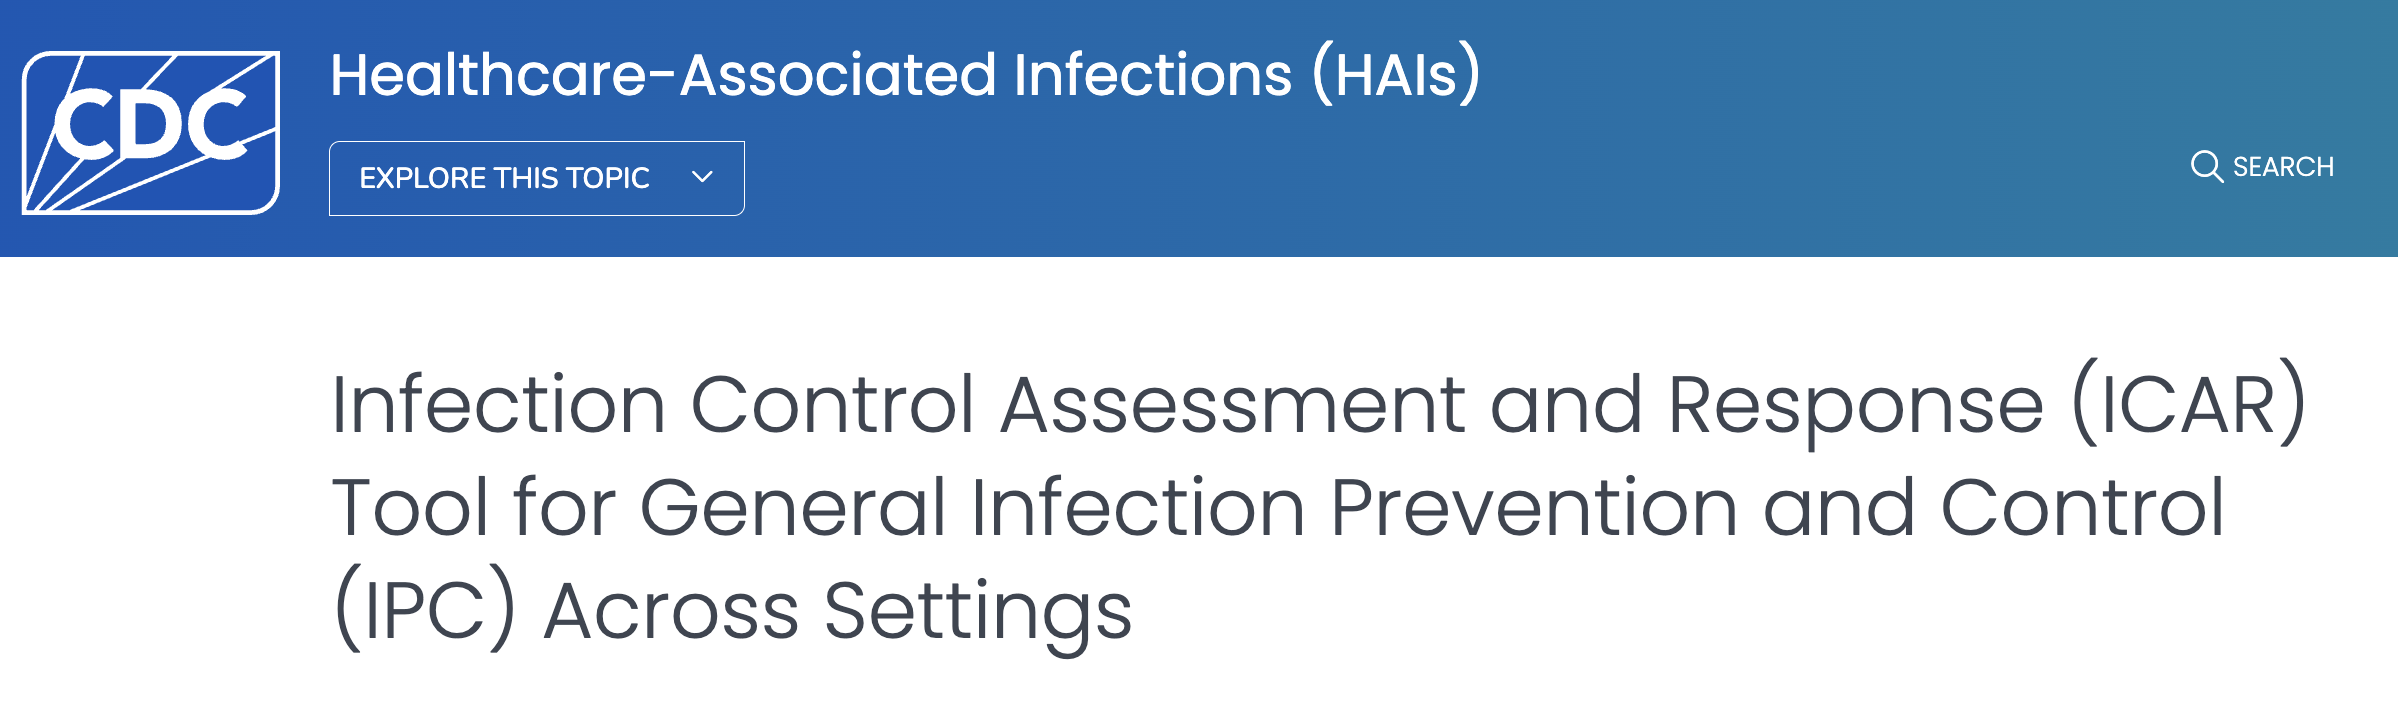 CDC
Healthcare-Associated Infections (HAIs)
EXPLORE THIS TOPIC
SEARCH
Infection Control Assessment and Response (ICAR)
Tool for General Infection Prevention and Control
(IPC) Across Settings